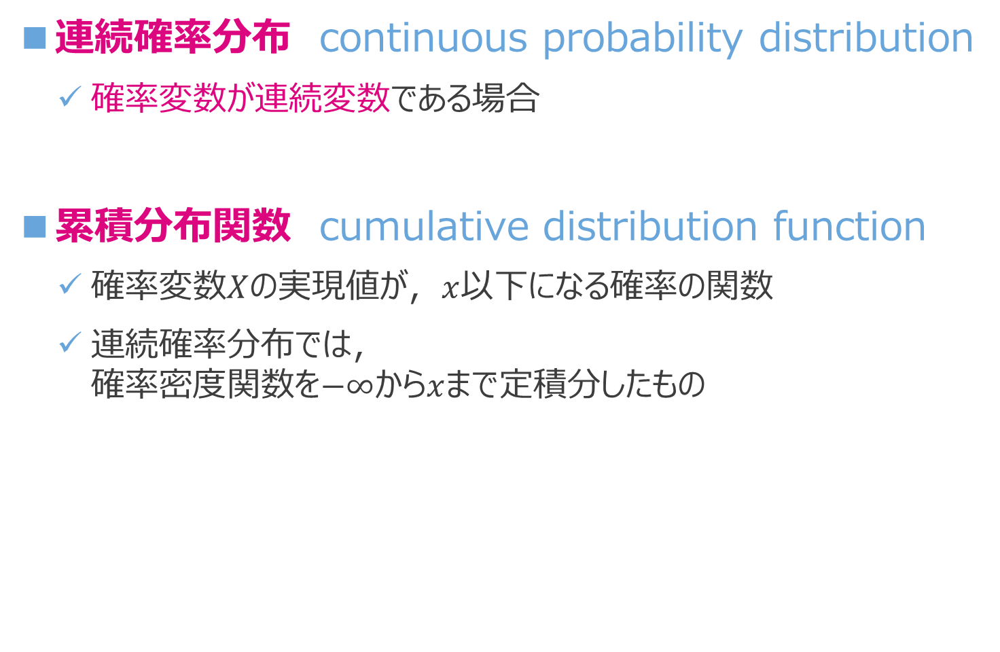 ■ 連続確率分布 continuous probability distribution
✓ 確率変数が連続変数である場合
■ 累積分布関数 cumulative distribution function
✓ 確率変数Xの実現値が，x以下になる確率の関数
✓ 連続確率分布では，
確率密度関数を−∞からxまで定積分したもの